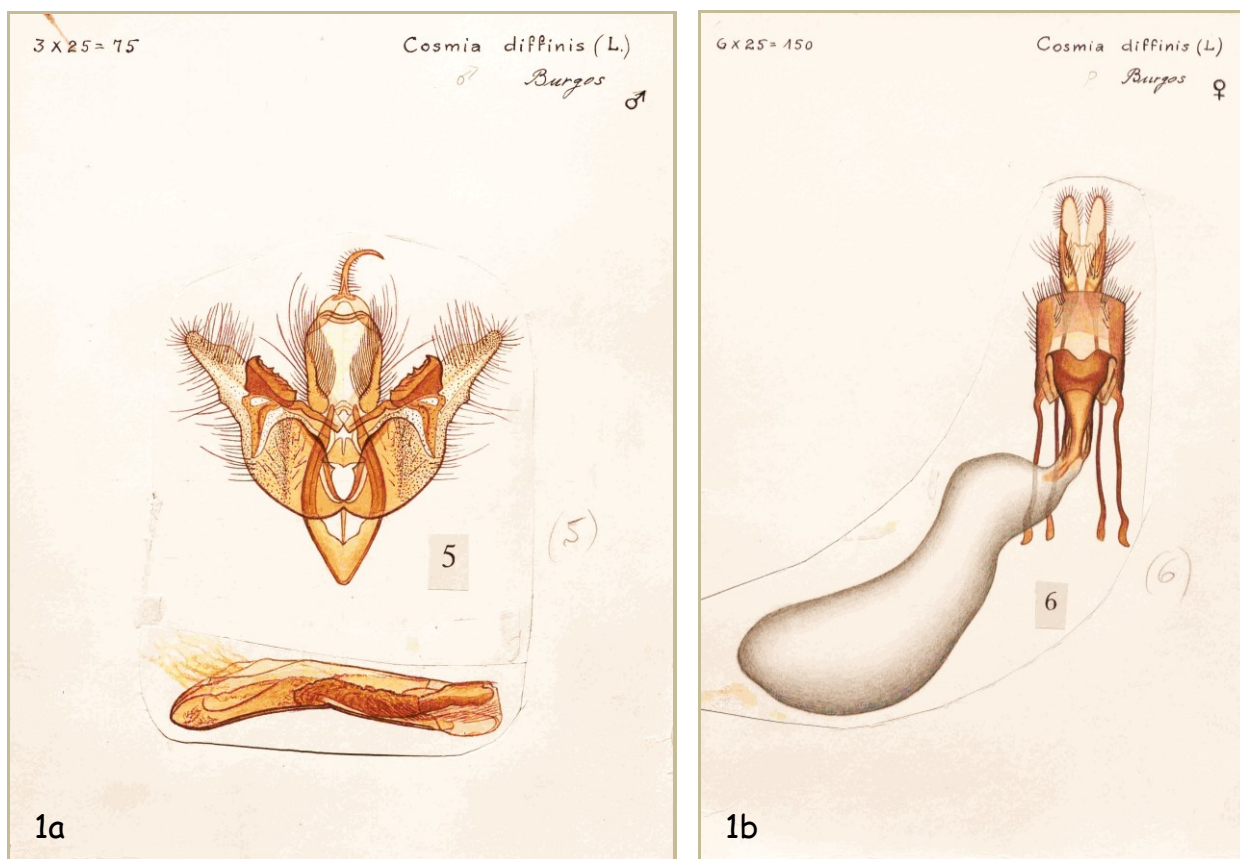 3 X 25 = 75
Cosmia diffinis (L.)
♂ Burgos
♂
5
(5)
1a
6 X 25 = 150
Cosmia diffinis (L)
♀ Burgos ♀
6
(6)
1b